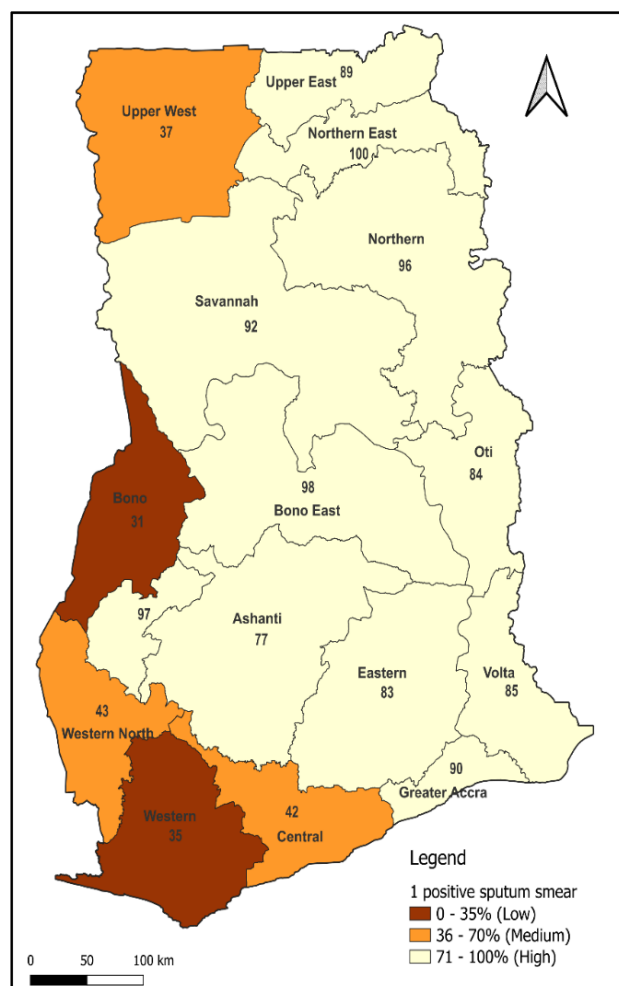 89
Upper East
Upper West
37
Northern East
100
Northern
96
Savannah
92
Oti
84
98
Bono East
Bono
31
97
Ashanti
77
Eastern
83
Volta
85
43
Western North
90
Greater Accra
42
Central
Western
35
Legend
1 positive sputum smear
0 - 35% (Low)
36 - 70% (Medium)
71 - 100% (High)
0 50 100 km